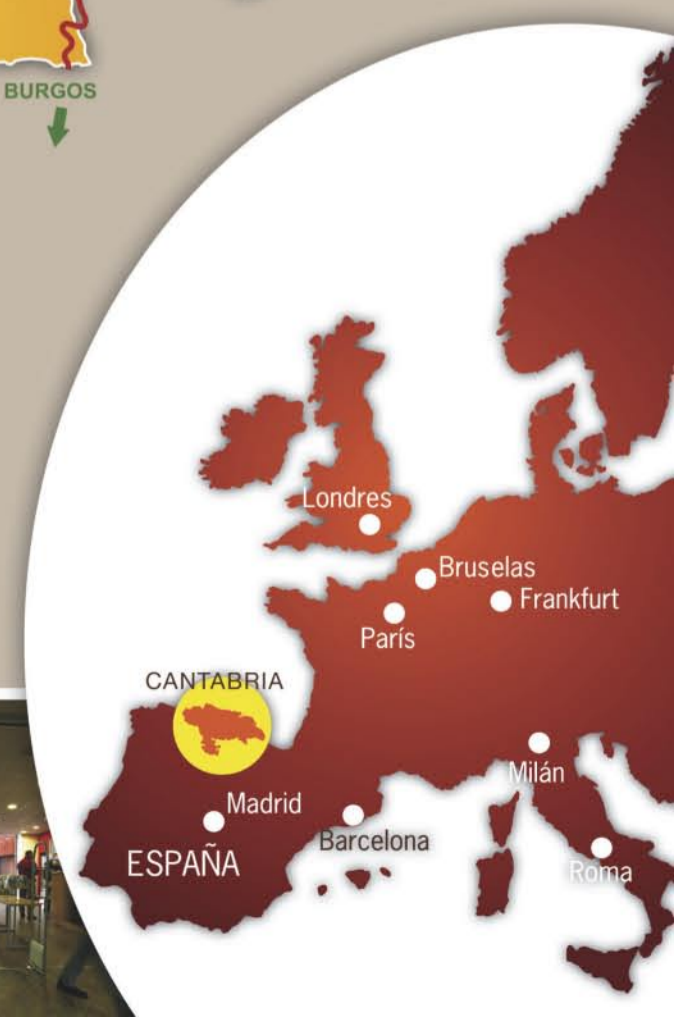 BURGOS
Londres
Bruselas
Frankfurt
París
CANTABRIA
Milán
Madrid
Barcelona
ESPAÑA
Roma